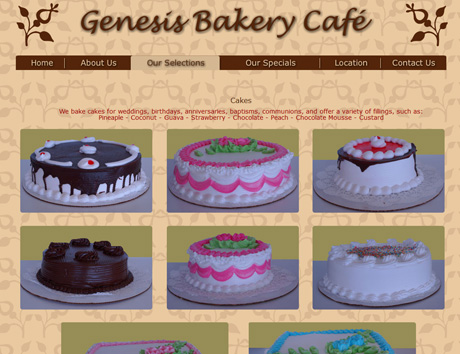 Genesis Bakery Café
Home About Us Our Selections Our Specials Location Contact Us
Cakes
We bake cakes for weddings, birthdays, anniversaries, baptisms, communions, and offer a variety of fillings, such as:
Pineaple - Coconut - Guava - Strawberry - Chocolate - Peach - Chocolate Mousse - Custard